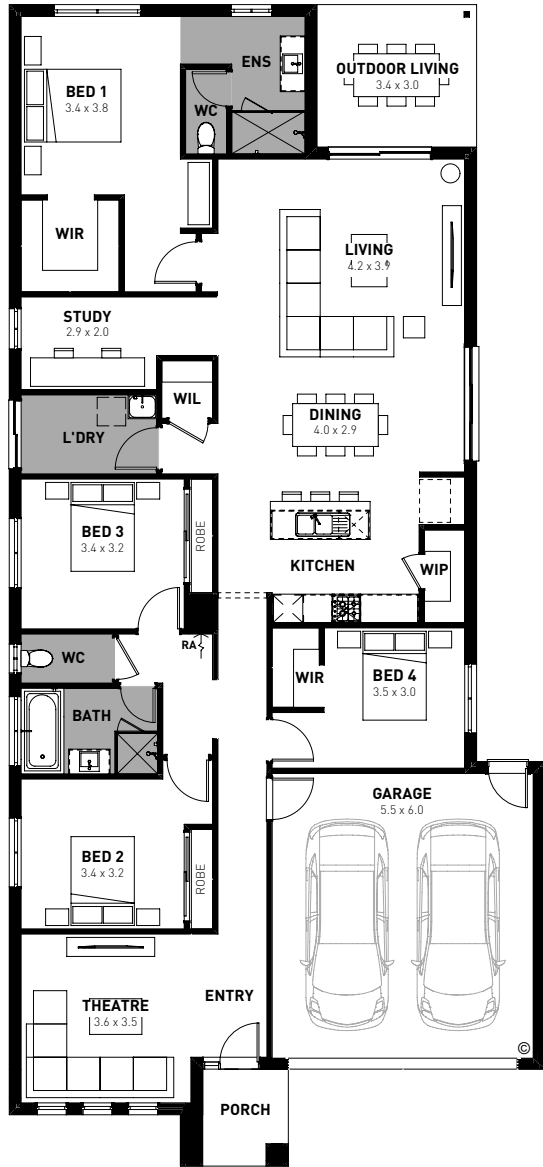 BED 1
3.4 x 3.8
ENS
WC
OUTDOOR LIVING
3.4 x 3.0
WIR
LIVING
4.2 x 3.9
STUDY
2.9 x 2.0
WIL
L'DRY
DINING
4.0 x 2.9
BED 3
3.4 x 3.2
ROBE
KITCHEN
WIP
WC
RA
WIR
BED 4
3.5 x 3.0
BATH
GARAGE
5.5 x 6.0
BED 2
3.4 x 3.2
ROBE
THEATRE
3.6 x 3.5
ENTRY
©
PORCH